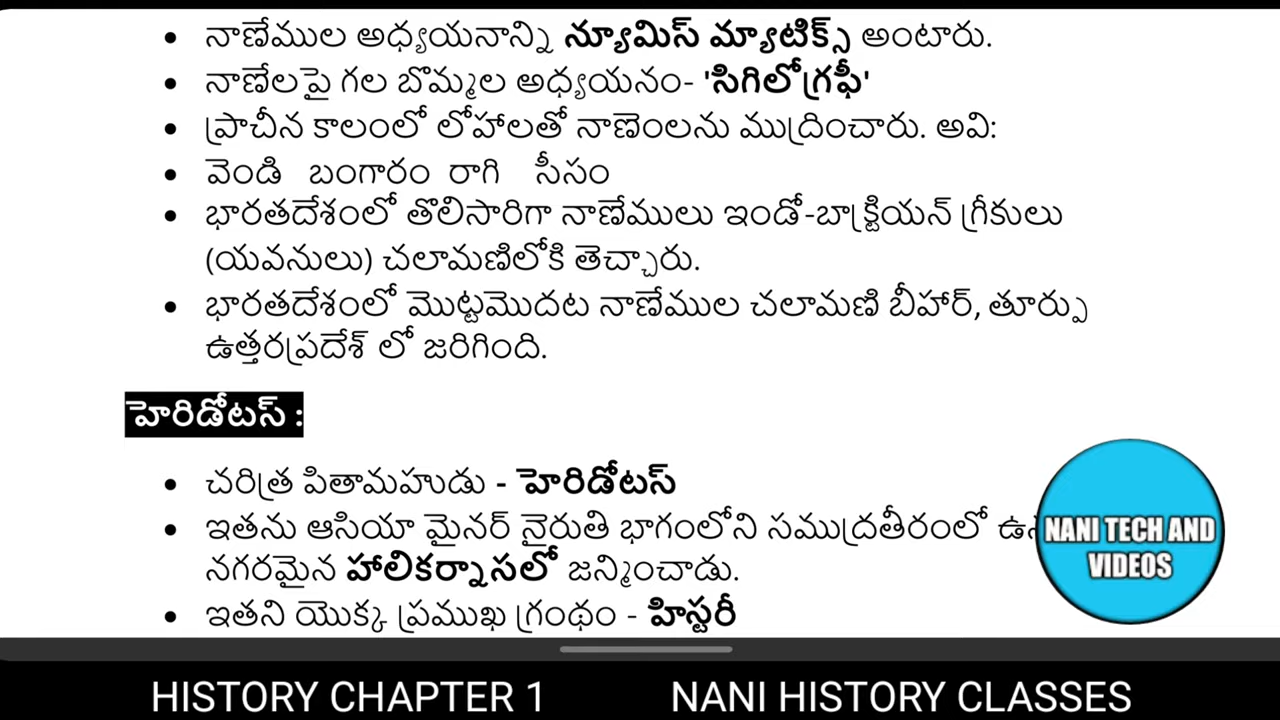 నాణేముల అధ్యయనాన్ని న్యూమిస్ మ్యాటిక్స్ అంటారు.
నాణేలపై గల బొమ్మల అధ్యయనం- 'సిగిలోగ్రఫీ'
ప్రాచీన కాలంలో లోహాలతో నాణెంలను ముద్రించారు. అవి:
వెండి బంగారం రాగి సీసం
భారతదేశంలో తొలిసారిగా నాణేములు ఇండో-బాక్ట్రియన్ గ్రీకులు
(యవనులు) చలామణిలోకి తెచ్చారు.
భారతదేశంలో మొట్టమొదట నాణేముల చలామణి బీహార్, తూర్పు
ఉత్తరప్రదేశ్ లో జరిగింది.
హెరిడోటస్ :
చరిత్ర పితామహుడు - హెరిడోటస్
ఇతను ఆసియా మైనర్ నైరుతి భాగంలోని సముద్రతీరంలో
నగరమైన హాలికర్నాసలో జన్మించాడు.
ఇతని యొక్క ప్రముఖ గ్రంథం - హిస్టరీ
NANI TECH AND
VIDEOS
HISTORY CHAPTER 1 NANI HISTORY CLASSES